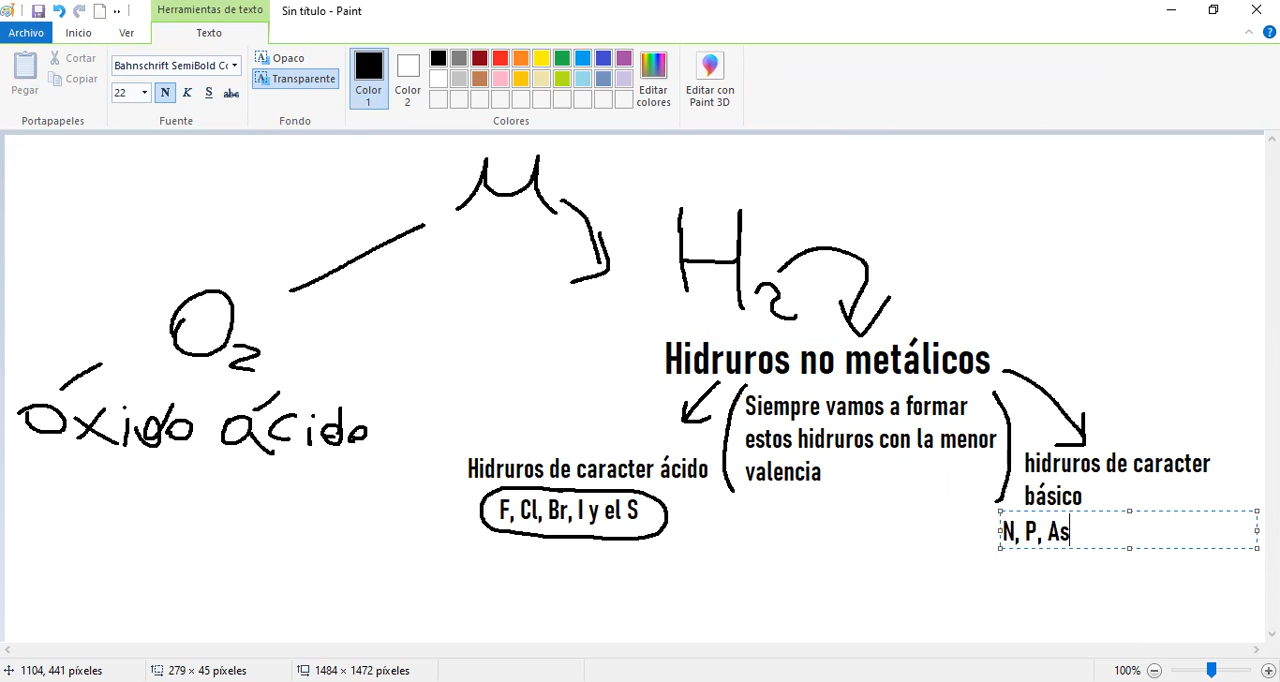 Herramientas de texto
Sin título - Paint
Archivo
Inicio
Ver
Texto
Pegar
Cortar
Copiar
Portapapeles
Bahnschrift SemiBold Co
22
N K S abc
Fuente
Opaco
Transparente
Fondo
Color 1
Color 2
Colores
Editar colores
Editar con Paint 3D
H2
O2
Óxido ácido
Hidruros no metálicos
Siempre vamos a formar
estos hidruros con la menor
valencia
Hidruros de caracter ácido
F, Cl, Br, I y el S
hidruros de caracter
básico
N, P, As
1104, 441 píxeles
279 × 45 píxeles
1484 × 1472 píxeles
100%